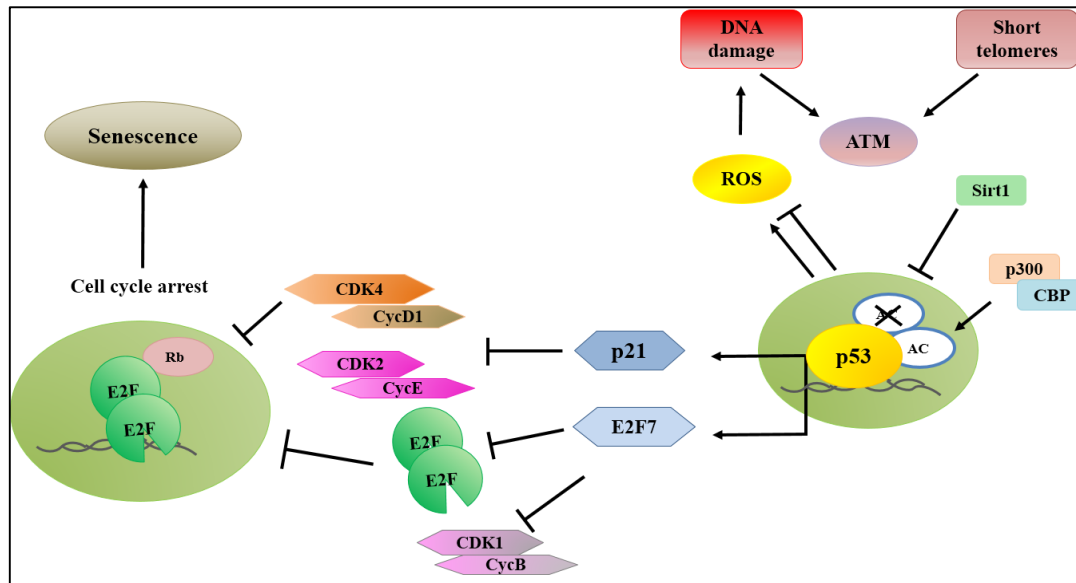 DNA
damage
Short
telomeres
Senescence
ATM
ROS
Sirt1
p300
CBP
Cell cycle arrest
CDK4
CycD1
AC
AC
p53
Rb
E2F
E2F
CDK2
CycE
p21
E2F7
E2F
E2F
CDK1
CycB